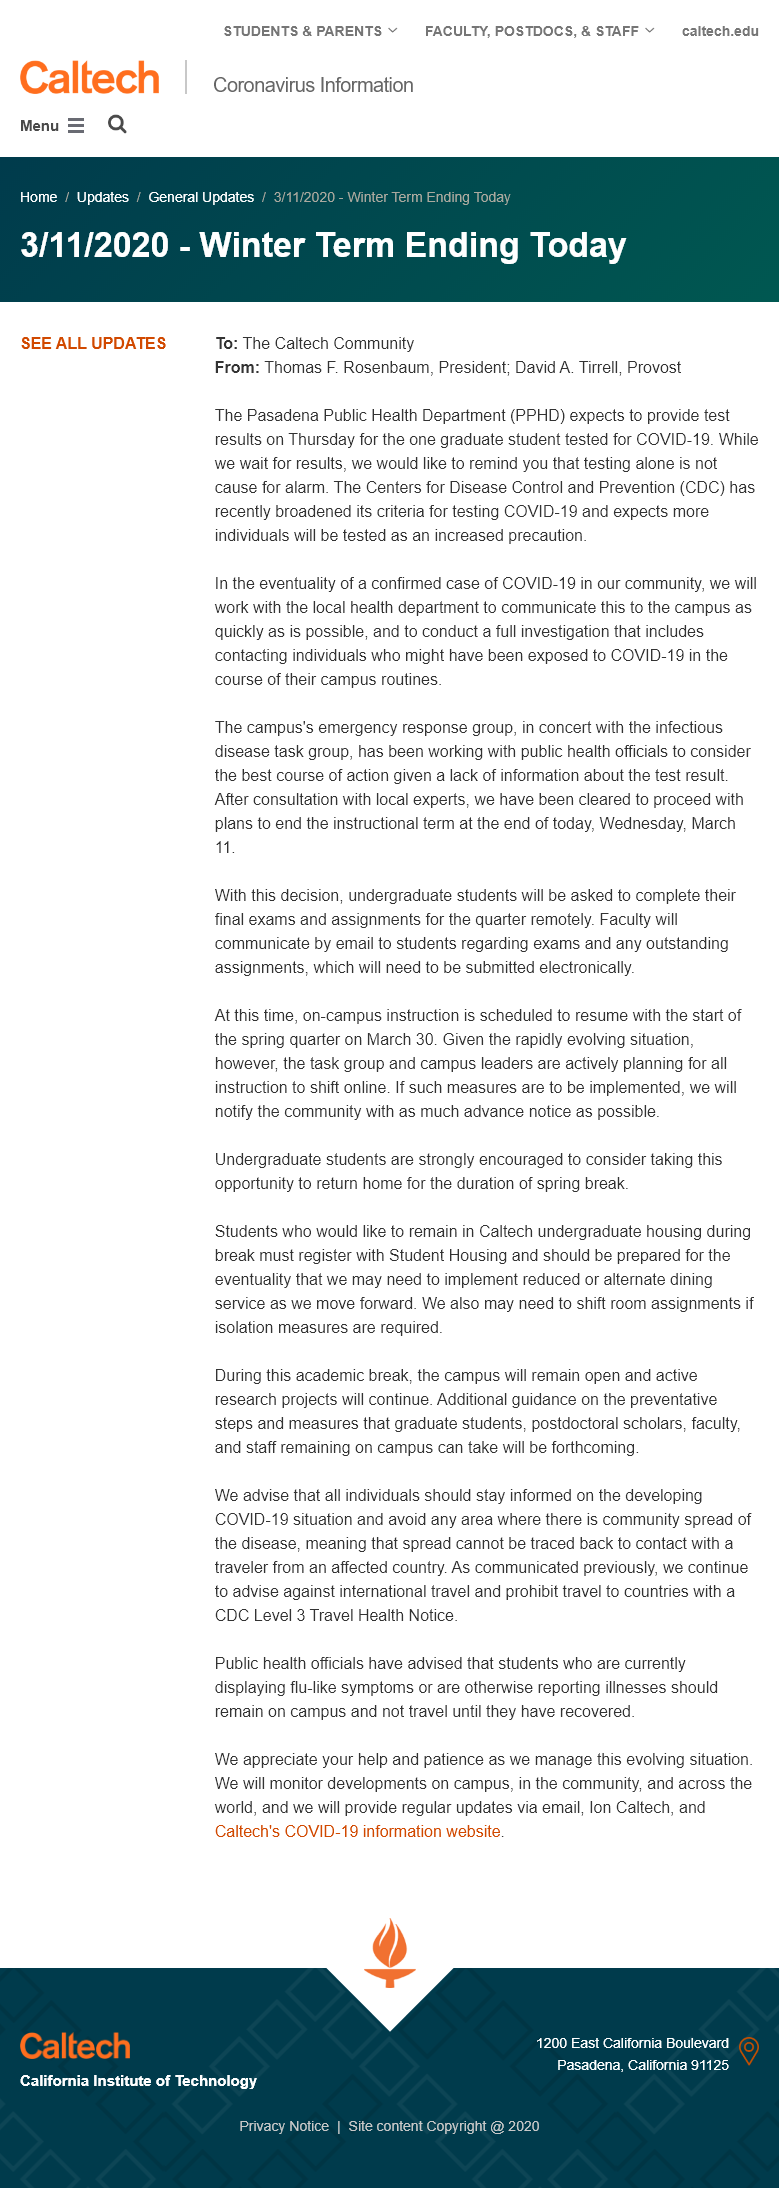 STUDENTS & PARENTS
FACULTY, POSTDOCS, & STAFF
caltech.edu
Caltech
Coronavirus Information
Menu
Home / Updates / General Updates / 3/11/2020 - Winter Term Ending Today
3/11/2020 - Winter Term Ending Today
SEE ALL UPDATES
To: The Caltech Community
From: Thomas F. Rosenbaum, President; David A. Tirrell, Provost
The Pasadena Public Health Department (PPHD) expects to provide test
results on Thursday for the one graduate student tested for COVID-19. While
we wait for results, we would like to remind you that testing alone is not
cause for alarm. The Centers for Disease Control and Prevention (CDC) has
recently broadened its criteria for testing COVID-19 and expects more
individuals will be tested as an increased precaution.
In the eventuality of a confirmed case of COVID-19 in our community, we will
work with the local health department to communicate this to the campus as
quickly as is possible, and to conduct a full investigation that includes
contacting individuals who might have been exposed to COVID-19 in the
course of their campus routines.
The campus's emergency response group, in concert with the infectious
disease task group, has been working with public health officials to consider
the best course of action given a lack of information about the test result.
After consultation with local experts, we have been cleared to proceed with
plans to end the instructional term at the end of today, Wednesday, March
11.
With this decision, undergraduate students will be asked to complete their
final exams and assignments for the quarter remotely. Faculty will
communicate by email to students regarding exams and any outstanding
assignments, which will need to be submitted electronically.
At this time, on-campus instruction is scheduled to resume with the start of
the spring quarter on March 30. Given the rapidly evolving situation,
however, the task group and campus leaders are actively planning for all
instruction to shift online. If such measures are to be implemented, we will
notify the community with as much advance notice as possible.
Undergraduate students are strongly encouraged to consider taking this
opportunity to return home for the duration of spring break.
Students who would like to remain in Caltech undergraduate housing during
break must register with Student Housing and should be prepared for the
eventuality that we may need to implement reduced or alternate dining
service as we move forward. We also may need to shift room assignments if
isolation measures are required.
During this academic break, the campus will remain open and active
research projects will continue. Additional guidance on the preventative
steps and measures that graduate students, postdoctoral scholars, faculty,
and staff remaining on campus can take will be forthcoming.
We advise that all individuals should stay informed on the developing
COVID-19 situation and avoid any area where there is community spread of
the disease, meaning that spread cannot be traced back to contact with a
traveler from an affected country. As communicated previously, we continue
to advise against international travel and prohibit travel to countries with a
CDC Level 3 Travel Health Notice.
Public health officials have advised that students who are currently
displaying flu-like symptoms or are otherwise reporting illnesses should
remain on campus and not travel until they have recovered.
We appreciate your help and patience as we manage this evolving situation.
We will monitor developments on campus, in the community, and across the
world, and we will provide regular updates via email, Ion Caltech, and
Caltech's COVID-19 information website.
Caltech
California Institute of Technology
1200 East California Boulevard
Pasadena, California 91125
Privacy Notice | Site content Copyright @ 2020